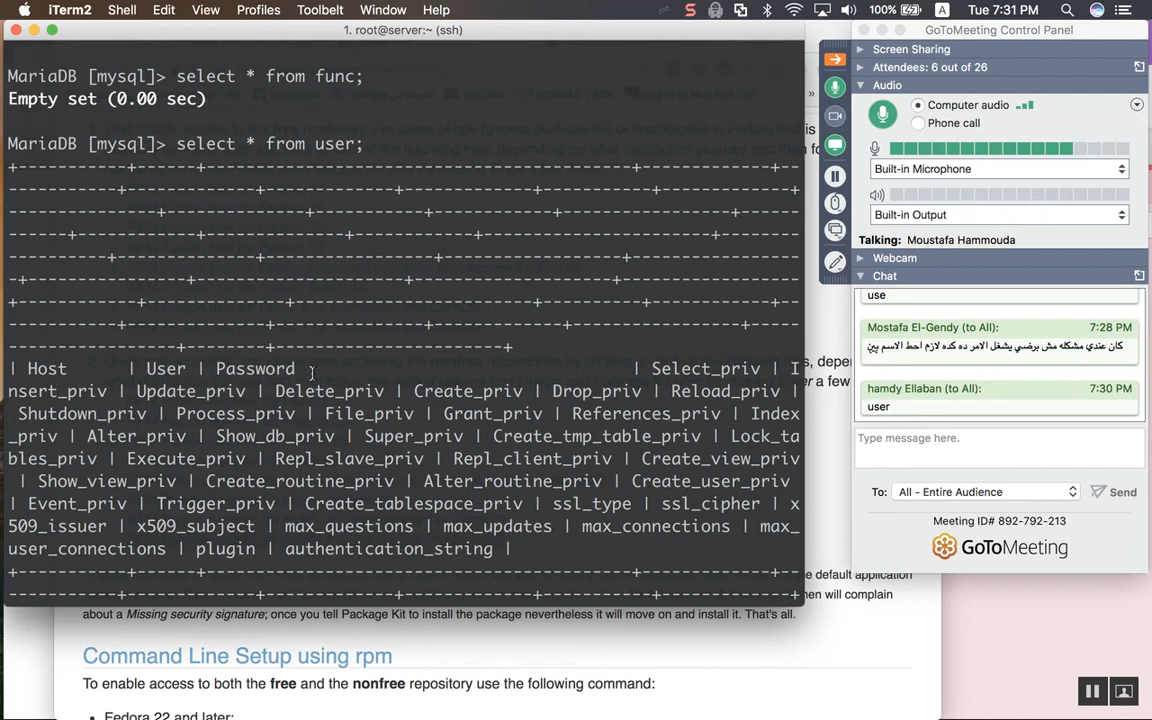 iTerm2 Shell Edit View Profiles Toolbelt Window Help 100% A Tue 7:31 PM
1. root@server:~ (ssh)
GoToMeeting Control Panel
MariaDB [mysql]> select * from func;
Empty set (0.00 sec)
MariaDB [mysql]> select * from user;
| Host | User | Password | Select_priv | I
nsert_priv | Update_priv | Delete_priv | Create_priv | Drop_priv | Reload_priv |
Shutdown_priv | Process_priv | File_priv | Grant_priv | References_priv | Index
_priv | Alter_priv | Show_db_priv | Super_priv | Create_tmp_table_priv | Lock_ta
bles_priv | Execute_priv | Repl_slave_priv | Repl_client_priv | Create_view_priv
| Show_view_priv | Create_routine_priv | Alter_routine_priv | Create_user_priv
| Event_priv | Trigger_priv | Create_tablespace_priv | ssl_type | ssl_cipher | x
509_issuer | x509_subject | max_questions | max_updates | max_connections | max_
user_connections | plugin | authentication_string |
Screen Sharing
Attendees: 6 out of 26
Audio
Computer audio
Phone call
Built-in Microphone
Built-in Output
Talking: Moustafa Hammouda
Webcam
Chat
use
Mostafa El-Gendy (to All): 7:28 PM
كان عندي مشكله مش برضي يشغل الامر ده كده لازم احط الاسم بين
hamdy Ellaban (to All): 7:30 PM
user
Type message here.
To: All - Entire Audience Send
Meeting ID# 892-792-213
GoToMeeting
the default application
about a Missing security signature; once you tell Package Kit to install the package nevertheless it will move on and install it. That's all.
Command Line Setup using rpm
To enable access to both the free and the nonfree repository use the following command:
Fedora 22 and later: